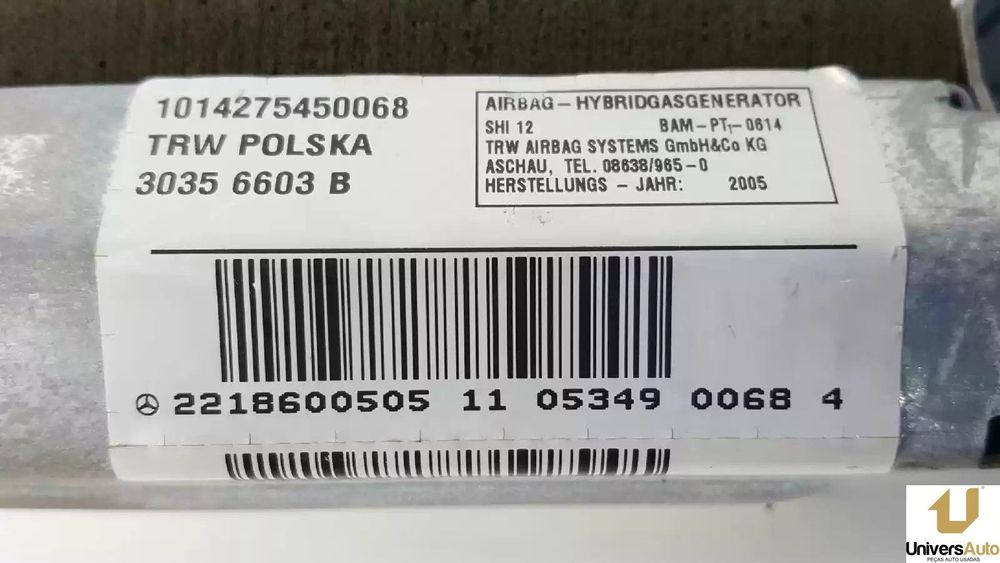 1014275450068
TRW POLSKA
3035 6603 B
AIRBAG – HYBRIDGASGENERATOR
SHI 12 BAM–PT₁–0614
TRW AIRBAG SYSTEMS GmbH&Co KG
ASCHAU, TEL. 08638/965–0
HERSTELLUNGS – JAHR: 2005
2218600505 11 05349 0068 4
UniversAuto
PEÇAS AUTO USADAS